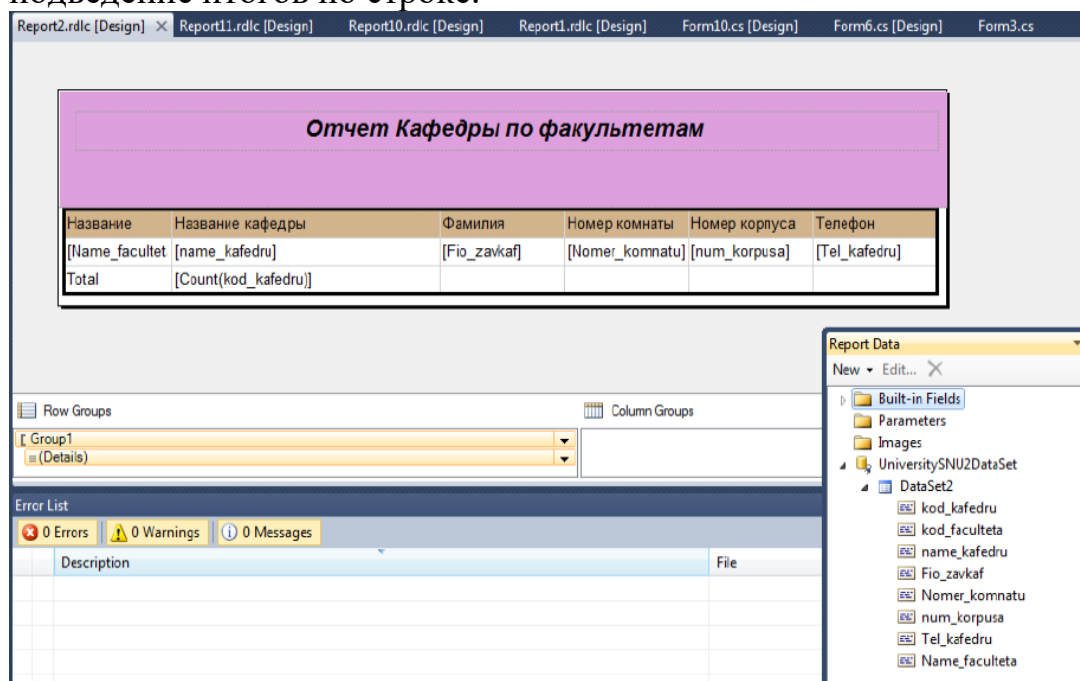 подведение итогов по строке.
Report2.rdlc [Design] × Report11.rdlc [Design] Report10.rdlc [Design] Report1.rdlc [Design] Form10.cs [Design] Form6.cs [Design] Form3.cs
Отчет Кафедры по факультетам
Название Название кафедры Фамилия Номер комнаты Номер корпуса Телефон
[Name_facultet [name_kafedru] [Fio_zavkaf] [Nomer_komnatu] [num_korpusa] [Tel_kafedru]
Total [Count(kod_kafedru)]
Report Data
New Edit...
Built-in Fields
Parameters
Images
UniversitySNU2DataSet
DataSet2
kod_kafedru
kod_faculteta
name_kafedru
Fio_zavkaf
Nomer_komnatu
num_korpusa
Tel_kafedru
Name_faculteta
Row Groups Column Groups
Group1
(Details)
Error List
0 Errors 0 Warnings 0 Messages
Description File